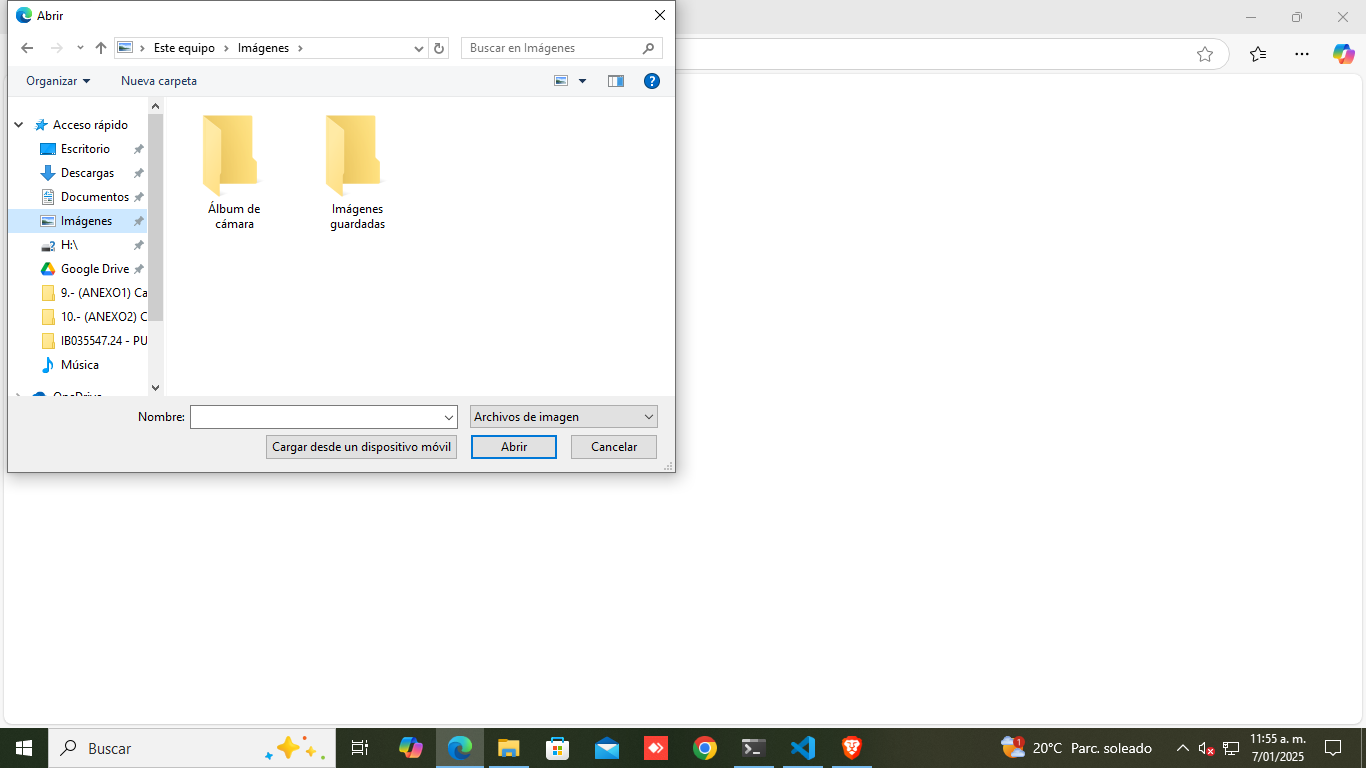 Abrir
Este equipo
Imágenes
Buscar en Imágenes
Organizar
Nueva carpeta
?
Acceso rápido
Escritorio
Descargas
Documentos
Imágenes
H:\
Google Drive
9.- (ANEXO1) Ca
10.- (ANEXO2) C
IB035547.24 - PU
Música
OneDrive
Álbum de
cámara
Imágenes
guardadas
Nombre:
Archivos de imagen
Cargar desde un dispositivo móvil
Abrir
Cancelar
Buscar
1
20°C Parc. soleado
11:55 a. m.
7/01/2025